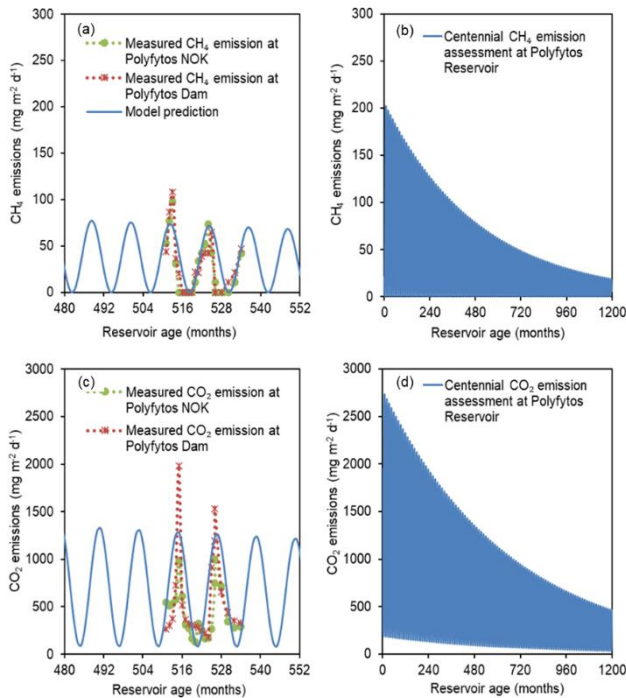 (a)
Measured CH₄ emission at
Polyfytos NOK
Measured CH₄ emission at
Polyfytos Dam
Model prediction
CH₄ emissions (mg m⁻² d⁻¹)
300
250
200
150
100
50
0
480 492 504 516 528 540 552
Reservoir age (months)
(b)
Centennial CH₄ emission
assessment at Polyfytos
Reservoir
CH₄ emissions (mg m⁻² d⁻¹)
300
250
200
150
100
50
0
0 240 480 720 960 1200
Reservoir age (months)
(c)
Measured CO₂ emission at
Polyfytos NOK
Measured CO₂ emission at
Polyfytos Dam
CO₂ emissions (mg m⁻² d⁻¹)
3000
2500
2000
1500
1000
500
0
480 492 504 516 528 540 552
Reservoir age (months)
(d)
Centennial CO₂ emission
assessment at Polyfytos
Reservoir
CO₂ emissions (mg m⁻² d⁻¹)
3000
2500
2000
1500
1000
500
0
0 240 480 720 960 1200
Reservoir age (months)